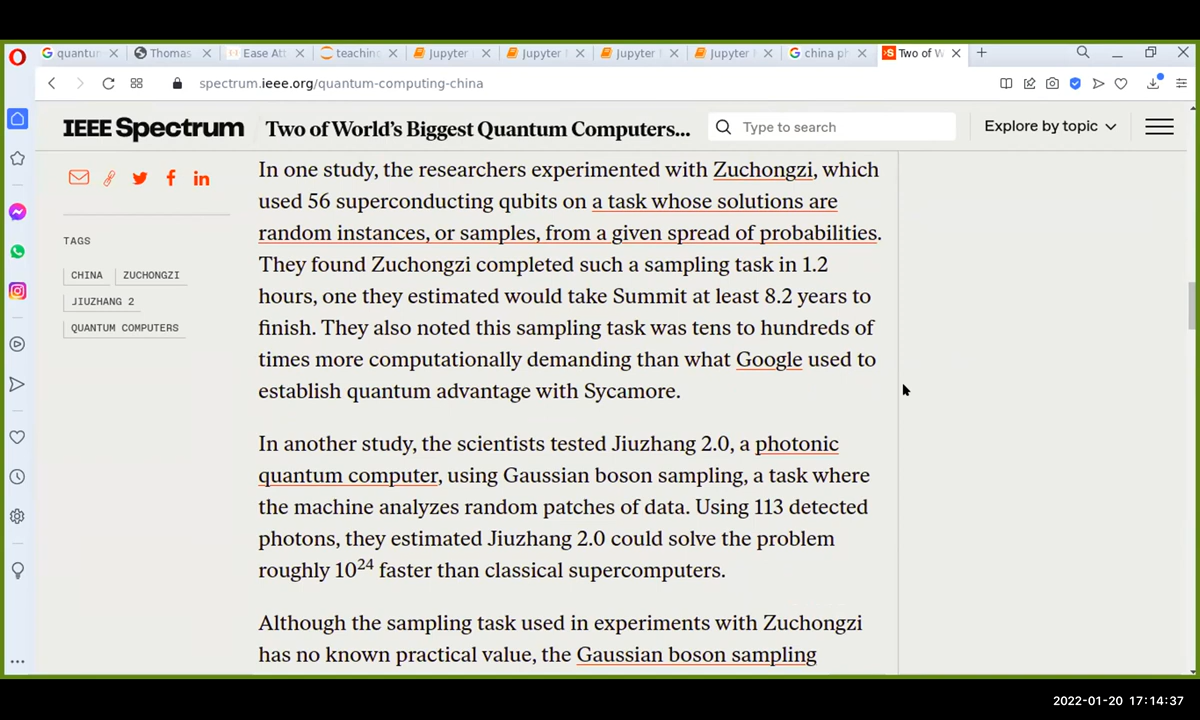 quantur
Thomas
Ease Att
teachin
Jupyter
Jupyter
Jupyter
Jupyter
china ph
Two of W
spectrum.ieee.org/quantum-computing-china
IEEE Spectrum
Two of World's Biggest Quantum Computers...
Type to search
Explore by topic
In one study, the researchers experimented with Zuchongzi, which
used 56 superconducting qubits on a task whose solutions are
random instances, or samples, from a given spread of probabilities.
They found Zuchongzi completed such a sampling task in 1.2
hours, one they estimated would take Summit at least 8.2 years to
finish. They also noted this sampling task was tens to hundreds of
times more computationally demanding than what Google used to
establish quantum advantage with Sycamore.
TAGS
CHINA ZUCHONGZI
JIUZHANG 2
QUANTUM COMPUTERS
In another study, the scientists tested Jiuzhang 2.0, a photonic
quantum computer, using Gaussian boson sampling, a task where
the machine analyzes random patches of data. Using 113 detected
photons, they estimated Jiuzhang 2.0 could solve the problem
roughly 10²⁴ faster than classical supercomputers.
Although the sampling task used in experiments with Zuchongzi
has no known practical value, the Gaussian boson sampling
2022-01-20 17:14:37